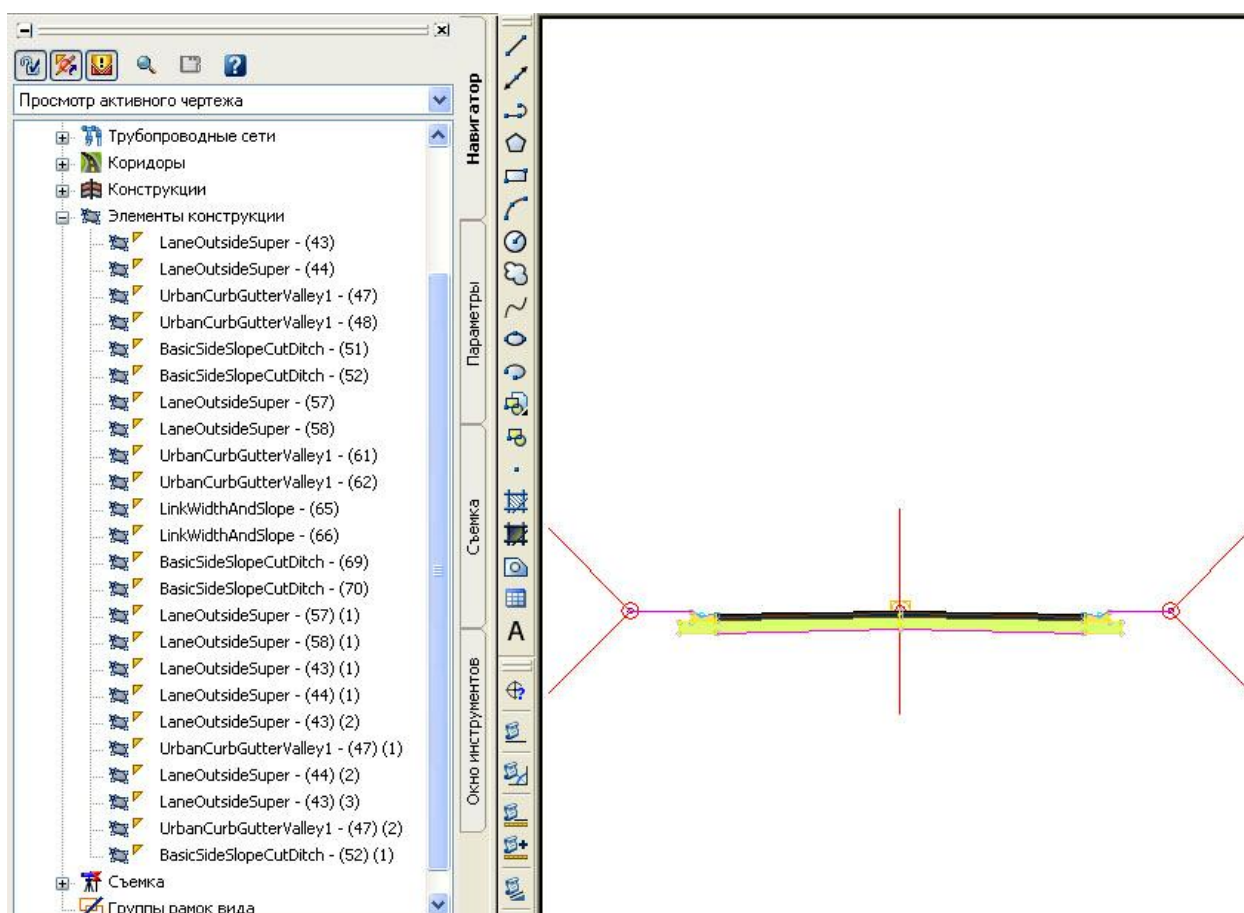 Просмотр активного чертежа
Трубопроводные сети
Коридоры
Конструкции
Элементы конструкции
LaneOutsideSuper - (43)
LaneOutsideSuper - (44)
UrbanCurbGutterValley1 - (47)
UrbanCurbGutterValley1 - (48)
BasicSideSlopeCutDitch - (51)
BasicSideSlopeCutDitch - (52)
LaneOutsideSuper - (57)
LaneOutsideSuper - (58)
UrbanCurbGutterValley1 - (61)
UrbanCurbGutterValley1 - (62)
LinkWidthAndSlope - (65)
LinkWidthAndSlope - (66)
BasicSideSlopeCutDitch - (69)
BasicSideSlopeCutDitch - (70)
LaneOutsideSuper - (57) (1)
LaneOutsideSuper - (58) (1)
LaneOutsideSuper - (43) (1)
LaneOutsideSuper - (44) (1)
LaneOutsideSuper - (43) (2)
UrbanCurbGutterValley1 - (47) (1)
LaneOutsideSuper - (44) (2)
LaneOutsideSuper - (43) (3)
UrbanCurbGutterValley1 - (47) (2)
BasicSideSlopeCutDitch - (52) (1)
Съемка
Группы рамок вида
Навигатор
Параметры
Съемка
Окно инструментов
A